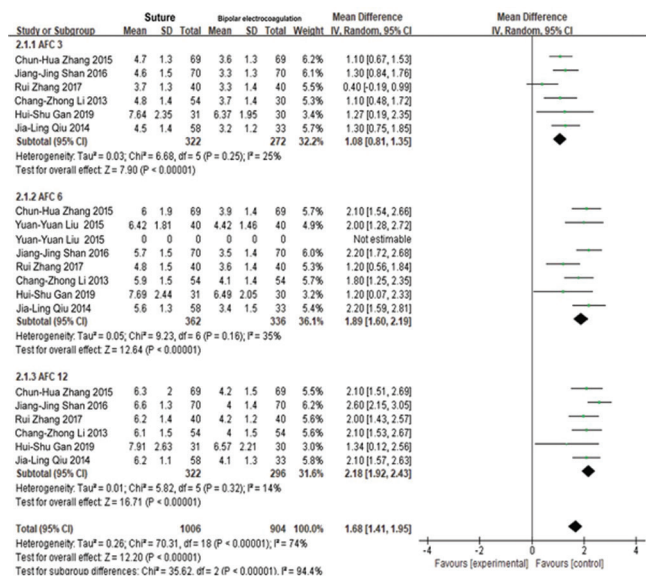 Suture Bipolar electrocoagulation Mean Difference Mean Difference
Study or Subgroup Mean SD Total Mean SD Total Weight IV, Random, 95% CI IV, Random, 95% CI
2.1.1 AFC 3
Chun-Hua Zhang 2015 4.7 1.3 69 3.6 1.3 69 6.2% 1.10 [0.67, 1.53]
Jiang-Jing Shan 2016 4.6 1.5 70 3.3 1.3 70 6.1% 1.30 [0.84, 1.76]
Rui Zhang 2017 3.7 1.3 40 3.3 1.4 40 5.5% 0.40 [-0.19, 0.99]
Chang-Zhong Li 2013 4.8 1.4 54 3.7 1.4 30 5.3% 1.10 [0.48, 1.72]
Hui-Shu Gan 2019 7.64 2.35 31 6.37 1.95 30 3.6% 1.27 [0.19, 2.35]
Jia-Ling Qiu 2014 4.5 1.4 58 3.2 1.2 33 5.6% 1.30 [0.75, 1.85]
Subtotal (95% CI) 322 272 32.2% 1.08 [0.81, 1.35]
Heterogeneity: Tau² = 0.03; Chi² = 6.68, df = 5 (P = 0.25); I² = 25%
Test for overall effect: Z = 7.90 (P < 0.00001)
2.1.2 AFC 6
Chun-Hua Zhang 2015 6 1.9 69 3.9 1.4 69 5.7% 2.10 [1.54, 2.66]
Yuan-Yuan Liu 2015 6.42 1.81 40 4.42 1.46 40 4.9% 2.00 [1.28, 2.72]
Yuan-Yuan Liu 2015 0 0 0 0 0 0 Not estimable
Jiang-Jing Shan 2016 5.7 1.5 70 3.5 1.4 70 6.0% 2.20 [1.72, 2.68]
Rui Zhang 2017 4.8 1.5 40 3.6 1.4 40 5.3% 1.20 [0.56, 1.84]
Chang-Zhong Li 2013 5.9 1.5 54 4.1 1.4 54 5.8% 1.80 [1.25, 2.35]
Hui-Shu Gan 2019 7.69 2.44 31 6.49 2.05 30 3.5% 1.20 [0.07, 2.33]
Jia-Ling Qiu 2014 5.6 1.3 58 3.4 1.5 33 5.4% 2.20 [1.59, 2.81]
Subtotal (95% CI) 362 336 36.1% 1.89 [1.60, 2.19]
Heterogeneity: Tau² = 0.05; Chi² = 9.23, df = 6 (P = 0.16); I² = 35%
Test for overall effect: Z = 12.64 (P < 0.00001)
2.1.3 AFC 12
Chun-Hua Zhang 2015 6.3 2 69 4.2 1.5 69 5.5% 2.10 [1.51, 2.69]
Jiang-Jing Shan 2016 6.6 1.3 70 4 1.4 70 6.2% 2.60 [2.15, 3.05]
Rui Zhang 2017 6.2 1.4 40 4.2 1.2 40 5.6% 2.00 [1.43, 2.57]
Chang-Zhong Li 2013 6.1 1.5 54 4 1.5 54 5.6% 2.10 [1.53, 2.67]
Hui-Shu Gan 2019 7.91 2.63 31 6.57 2.21 30 3.3% 1.34 [0.12, 2.56]
Jia-Ling Qiu 2014 6.2 1.1 58 4.1 1.3 33 5.8% 2.10 [1.57, 2.63]
Subtotal (95% CI) 322 296 31.6% 2.18 [1.92, 2.43]
Heterogeneity: Tau² = 0.01; Chi² = 5.82, df = 5 (P = 0.32); I² = 14%
Test for overall effect: Z = 16.71 (P < 0.00001)
Total (95% CI) 1006 904 100.0% 1.68 [1.41, 1.95]
Heterogeneity: Tau² = 0.26; Chi² = 70.31, df = 18 (P < 0.00001); I² = 74%
Test for overall effect: Z = 12.20 (P < 0.00001)
Test for subgroup differences: Chi² = 35.62, df = 2 (P < 0.00001), I² = 94.4%
-4 -2 0 2 4
Favours [experimental] Favours [control]